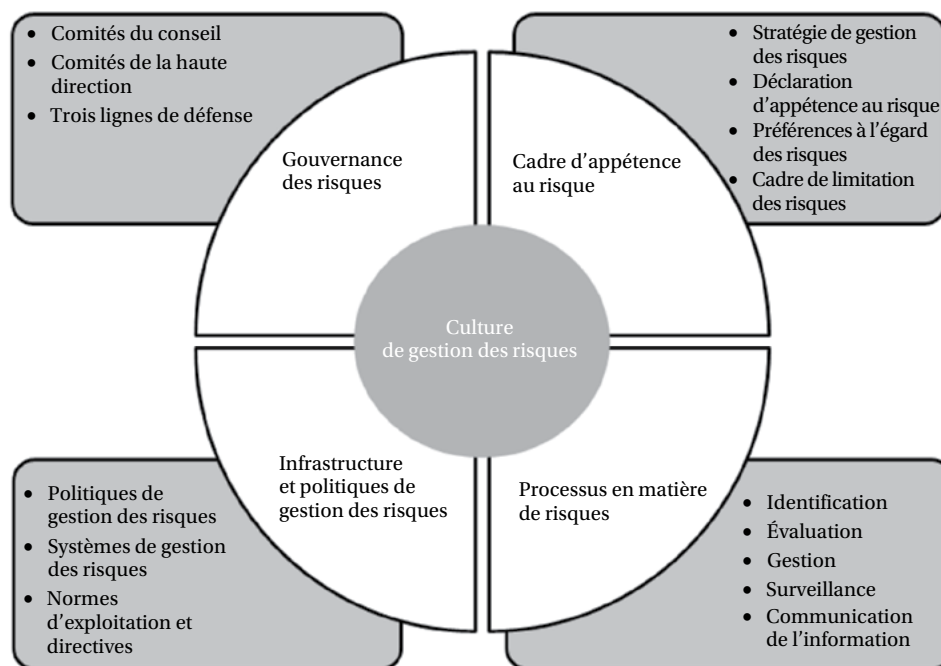 • Comités du conseil
• Comités de la haute
direction
• Trois lignes de défense
Gouvernance
des risques
Cadre d'appétence
au risque
• Stratégie de gestion
des risques
• Déclaration
d'appétence au risque
• Préférences à l'égard
des risques
• Cadre de limitation
des risques
Culture
de gestion des risques
• Politiques de
gestion des risques
• Systèmes de gestion
des risques
• Normes
d'exploitation et
directives
Infrastructure
et politiques de
gestion des risques
Processus en matière
de risques
• Identification
• Évaluation
• Gestion
• Surveillance
• Communication
de l'information